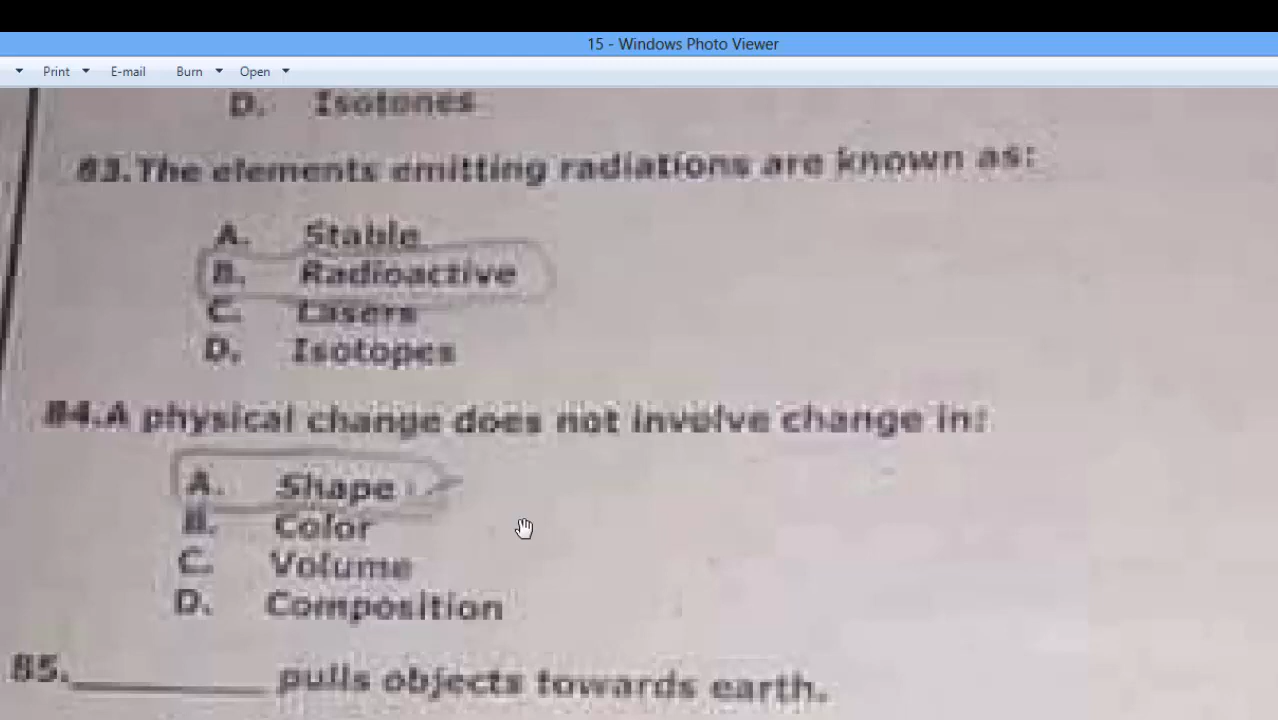 15 - Windows Photo Viewer
Print E-mail Burn Open
D. Isotones
83.The elements emitting radiations are known as:
A. Stable
B. Radioactive
C. Lasers
D. Isotopes
84.A physical change does not involve change in:
A. Shape
B. Color
C. Volume
D. Composition
85.__________ pulls objects towards earth.